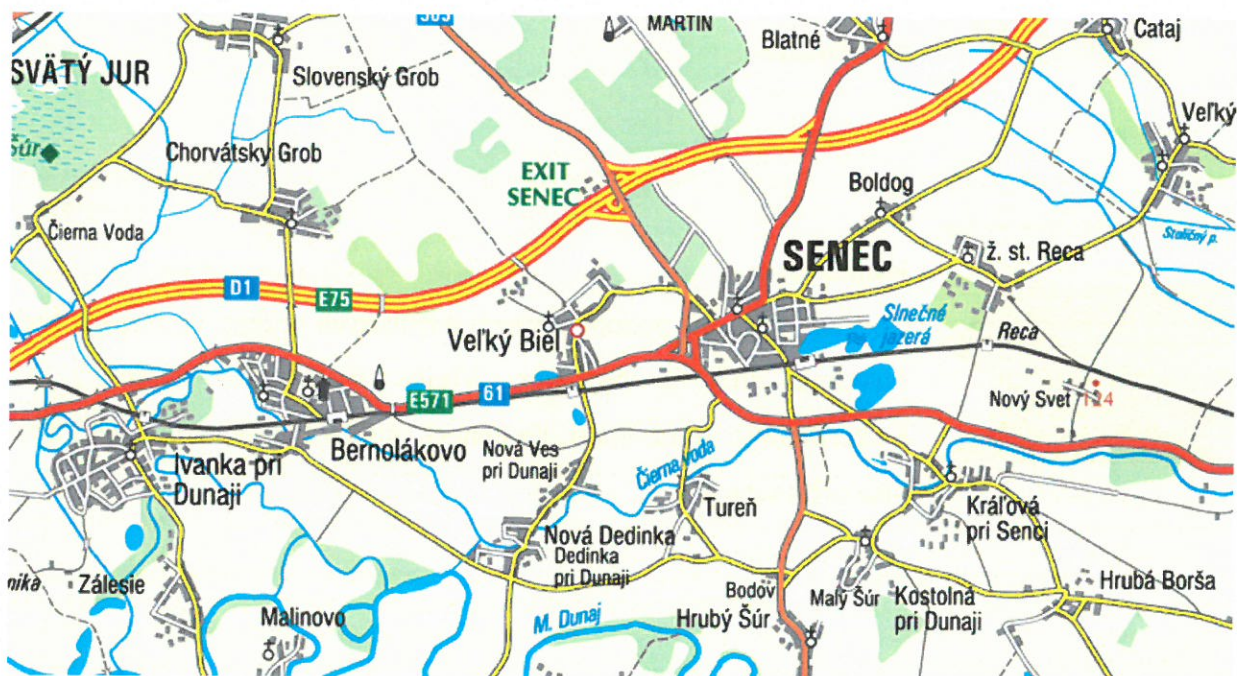 503
MARTIN
Blatné
Cataj
SVÄTÝ JUR
Slovenský Grob
Veľký
Šúr
Chorvátsky Grob
EXIT
SENEC
Boldog
Čierna Voda
Stoličný p.
SENEC
ž. st. Reca
D1
E75
Slnečné
jazerá
Reca
Veľký Biel
E571
61
Nový Svet
124
Bernolákovo
Nová Ves
pri Dunaji
Ivanka pri
Dunaji
Čierna voda
Tureň
Kráľová
pri Senci
Nová Dedinka
Dedinka
pri Dunaji
nika
Zálesie
Bodov
Malý Šúr
Kostolná
pri Dunaji
Hrubá Borša
Malinovo
M. Dunaj
Hrubý Šúr